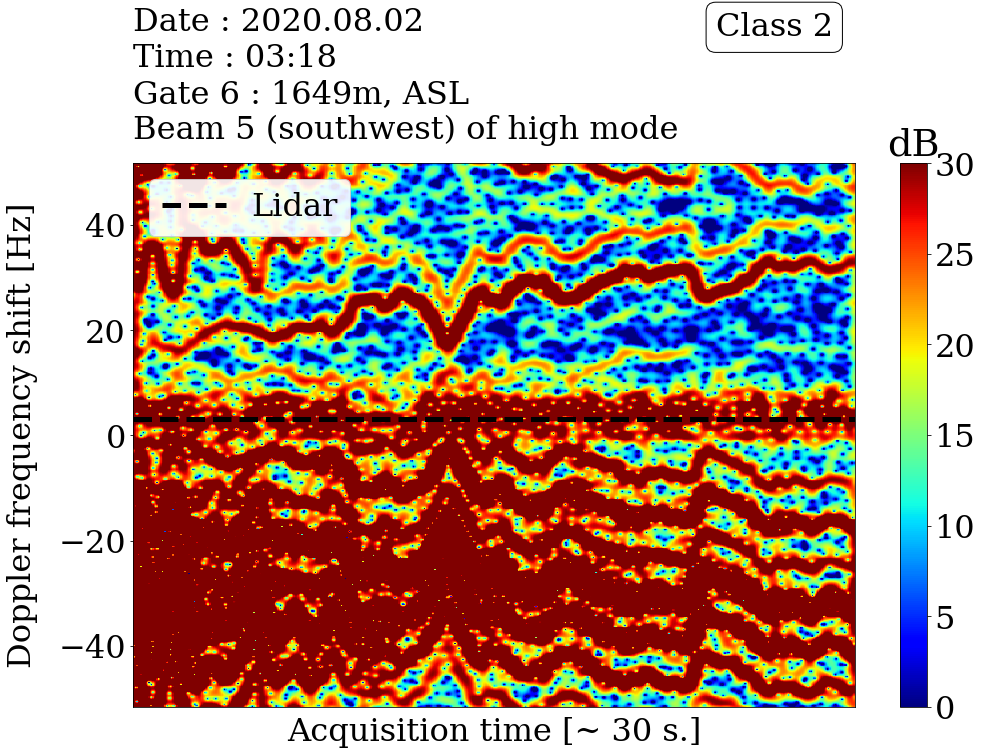 Date : 2020.08.02
Time : 03:18
Gate 6 : 1649m, ASL
Beam 5 (southwest) of high mode
Class 2
dB
Lidar
Doppler frequency shift [Hz]
40
20
0
−20
−40
Acquisition time [~ 30 s.]
30
25
20
15
10
5
0